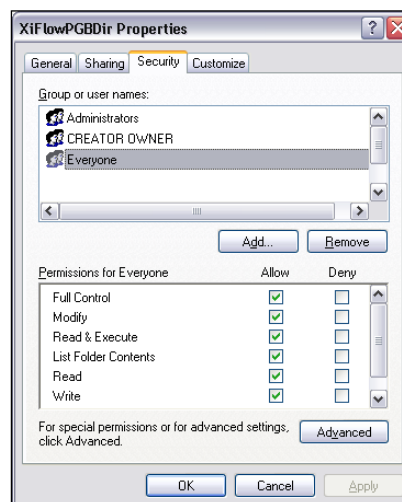 XiFlowPGBDir Properties
General Sharing Security Customize
Group or user names:
Administrators
CREATOR OWNER
Everyone
Add... Remove
Permissions for Everyone Allow Deny
Full Control
Modify
Read & Execute
List Folder Contents
Read
Write
For special permissions or for advanced settings,
click Advanced. Advanced
OK Cancel Apply